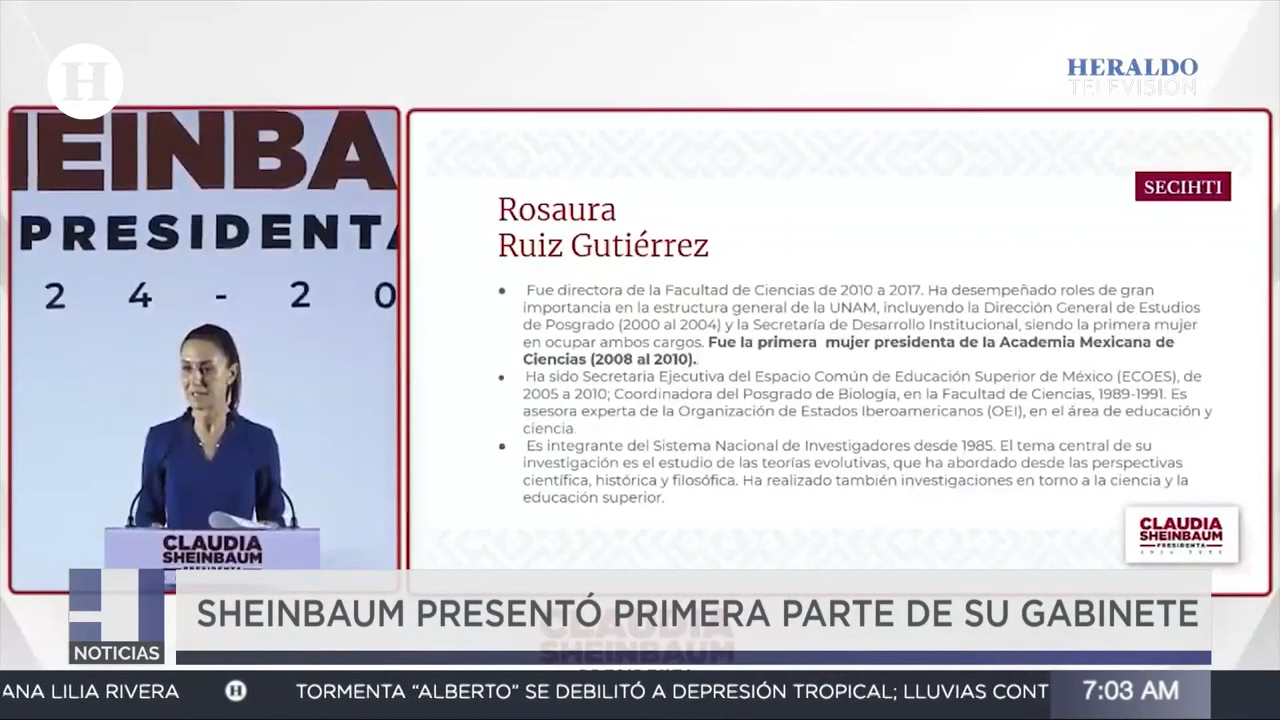 H
HERALDO
TELEVISIÓN
HEINBA
PRESIDENTA
24-20
CLAUDIA
SHEINBAUM
PRESIDENTA
SECIHTI
Rosaura
Ruiz Gutiérrez
• Fue directora de la Facultad de Ciencias de 2010 a 2017. Ha desempeñado roles de gran
importancia en la estructura general de la UNAM, incluyendo la Dirección General de Estudios
de Posgrado (2000 al 2004) y la Secretaría de Desarrollo Institucional, siendo la primera mujer
en ocupar ambos cargos. Fue la primera mujer presidenta de la Academia Mexicana de
Ciencias (2008 al 2010).
• Ha sido Secretaria Ejecutiva del Espacio Común de Educación Superior de México (ECOES), de
2005 a 2010; Coordinadora del Posgrado de Biología, en la Facultad de Ciencias, 1989-1991. Es
asesora experta de la Organización de Estados Iberoamericanos (OEI), en el área de educación y
ciencia.
• Es integrante del Sistema Nacional de Investigadores desde 1985. El tema central de su
investigación es el estudio de las teorías evolutivas, que ha abordado desde las perspectivas
científica, histórica y filosófica. Ha realizado también investigaciones en torno a la ciencia y la
educación superior.
CLAUDIA
SHEINBAUM
PRESIDENTA
SHEINBAUM PRESENTÓ PRIMERA PARTE DE SU GABINETE
NOTICIAS
CLAUDIA
SHEINBAUM
ANA LILIA RIVERA H TORMENTA “ALBERTO” SE DEBILITÓ A DEPRESIÓN TROPICAL; LLUVIAS CONT 7:03 AM